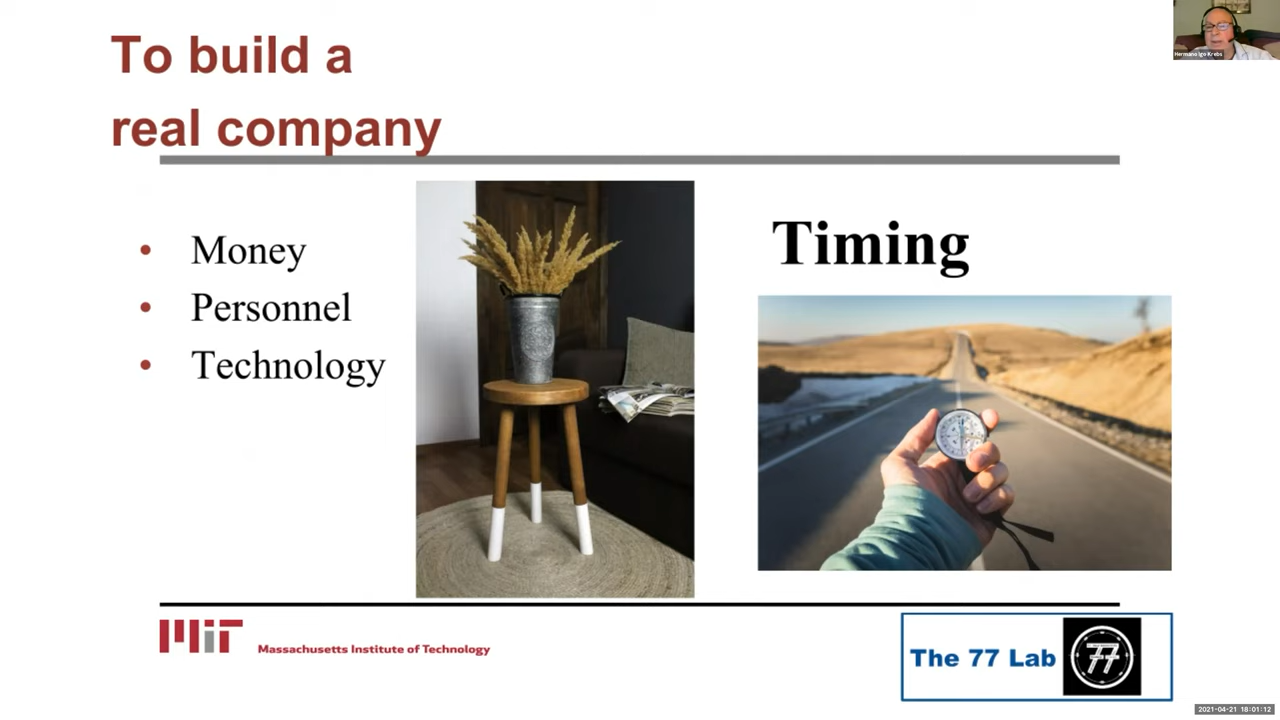 To build a
real company
Hermano Igo Krebs
• Money
• Personnel
• Technology
Timing
MIT
Massachusetts Institute of Technology
The 77 Lab
77
2021-04-21 18:01:12